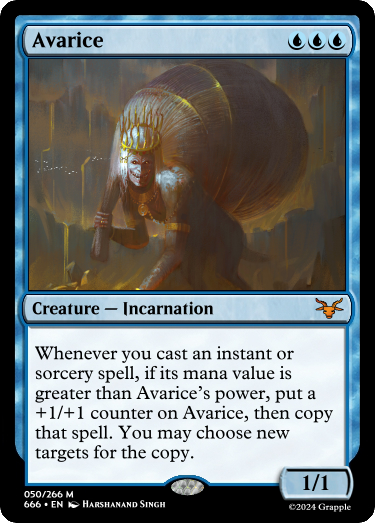 Avarice
Creature — Incarnation
Whenever you cast an instant or
sorcery spell, if its mana value is
greater than Avarice's power, put a
+1/+1 counter on Avarice, then copy
that spell. You may choose new
targets for the copy.
1/1
050/266 M
666 • EN Harshanand Singh
©2024 Grapple